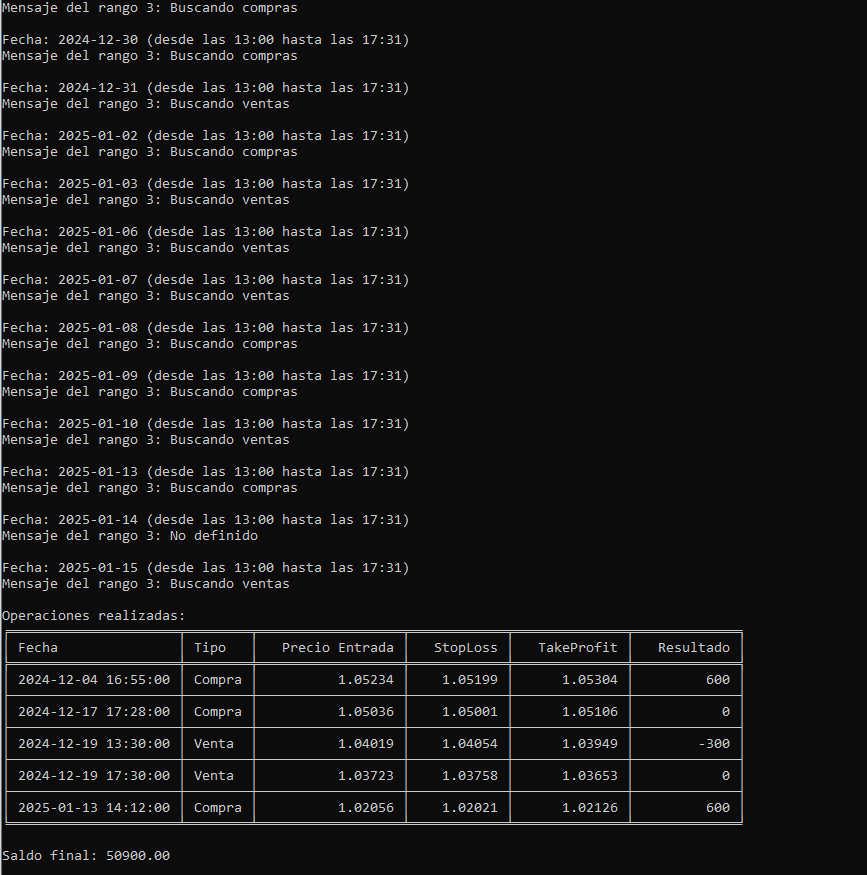 Mensaje del rango 3: Buscando compras
Fecha: 2024-12-30 (desde las 13:00 hasta las 17:31)
Mensaje del rango 3: Buscando compras
Fecha: 2024-12-31 (desde las 13:00 hasta las 17:31)
Mensaje del rango 3: Buscando ventas
Fecha: 2025-01-02 (desde las 13:00 hasta las 17:31)
Mensaje del rango 3: Buscando compras
Fecha: 2025-01-03 (desde las 13:00 hasta las 17:31)
Mensaje del rango 3: Buscando ventas
Fecha: 2025-01-06 (desde las 13:00 hasta las 17:31)
Mensaje del rango 3: Buscando ventas
Fecha: 2025-01-07 (desde las 13:00 hasta las 17:31)
Mensaje del rango 3: Buscando ventas
Fecha: 2025-01-08 (desde las 13:00 hasta las 17:31)
Mensaje del rango 3: Buscando compras
Fecha: 2025-01-09 (desde las 13:00 hasta las 17:31)
Mensaje del rango 3: Buscando compras
Fecha: 2025-01-10 (desde las 13:00 hasta las 17:31)
Mensaje del rango 3: Buscando ventas
Fecha: 2025-01-13 (desde las 13:00 hasta las 17:31)
Mensaje del rango 3: Buscando compras
Fecha: 2025-01-14 (desde las 13:00 hasta las 17:31)
Mensaje del rango 3: No definido
Fecha: 2025-01-15 (desde las 13:00 hasta las 17:31)
Mensaje del rango 3: Buscando ventas
Operaciones realizadas:
Fecha Tipo Precio Entrada StopLoss TakeProfit Resultado
2024-12-04 16:55:00 Compra 1.05234 1.05199 1.05304 600
2024-12-17 17:28:00 Compra 1.05036 1.05001 1.05106 0
2024-12-19 13:30:00 Venta 1.04019 1.04054 1.03949 -300
2024-12-19 17:30:00 Venta 1.03723 1.03758 1.03653 0
2025-01-13 14:12:00 Compra 1.02056 1.02021 1.02126 600
Saldo final: 50900.00